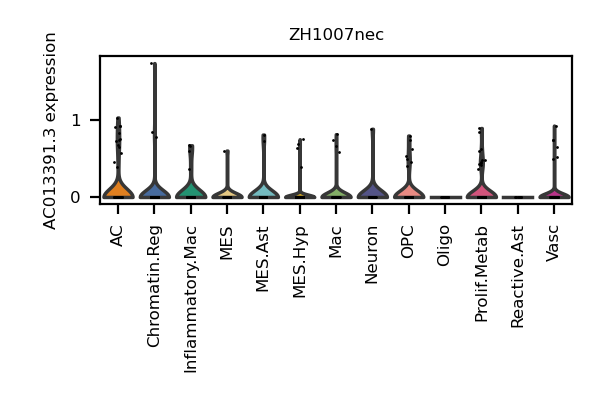 ZH1007nec
AC013391.3 expression
1
0
AC
Chromatin.Reg
Inflammatory.Mac
MES
MES.Ast
MES.Hyp
Mac
Neuron
OPC
Oligo
Prolif.Metab
Reactive.Ast
Vasc